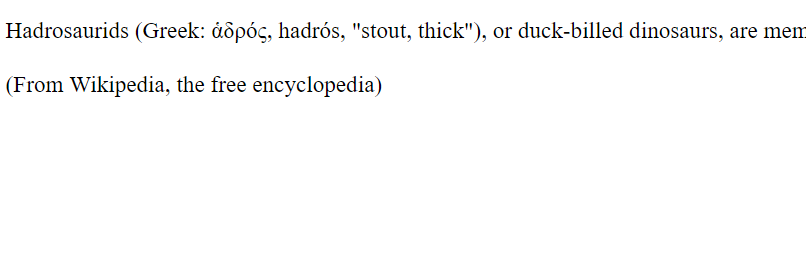 Hadrosaurids (Greek: ἁδρός, hadrós, "stout, thick"), or duck-billed dinosaurs, are mem
(From Wikipedia, the free encyclopedia)